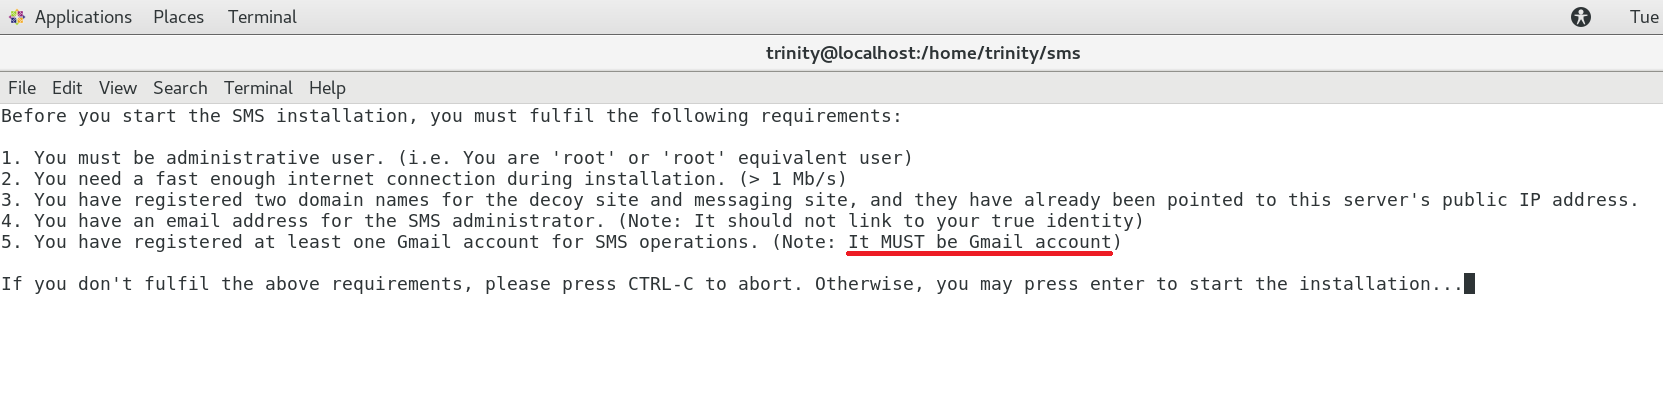 Applications Places Terminal Tue
trinity@localhost:/home/trinity/sms
File Edit View Search Terminal Help
Before you start the SMS installation, you must fulfil the following requirements:
1. You must be administrative user. (i.e. You are 'root' or 'root' equivalent user)
2. You need a fast enough internet connection during installation. (> 1 Mb/s)
3. You have registered two domain names for the decoy site and messaging site, and they have already been pointed to this server's public IP address.
4. You have an email address for the SMS administrator. (Note: It should not link to your true identity)
5. You have registered at least one Gmail account for SMS operations. (Note: It MUST be Gmail account)
If you don't fulfil the above requirements, please press CTRL-C to abort. Otherwise, you may press enter to start the installation...